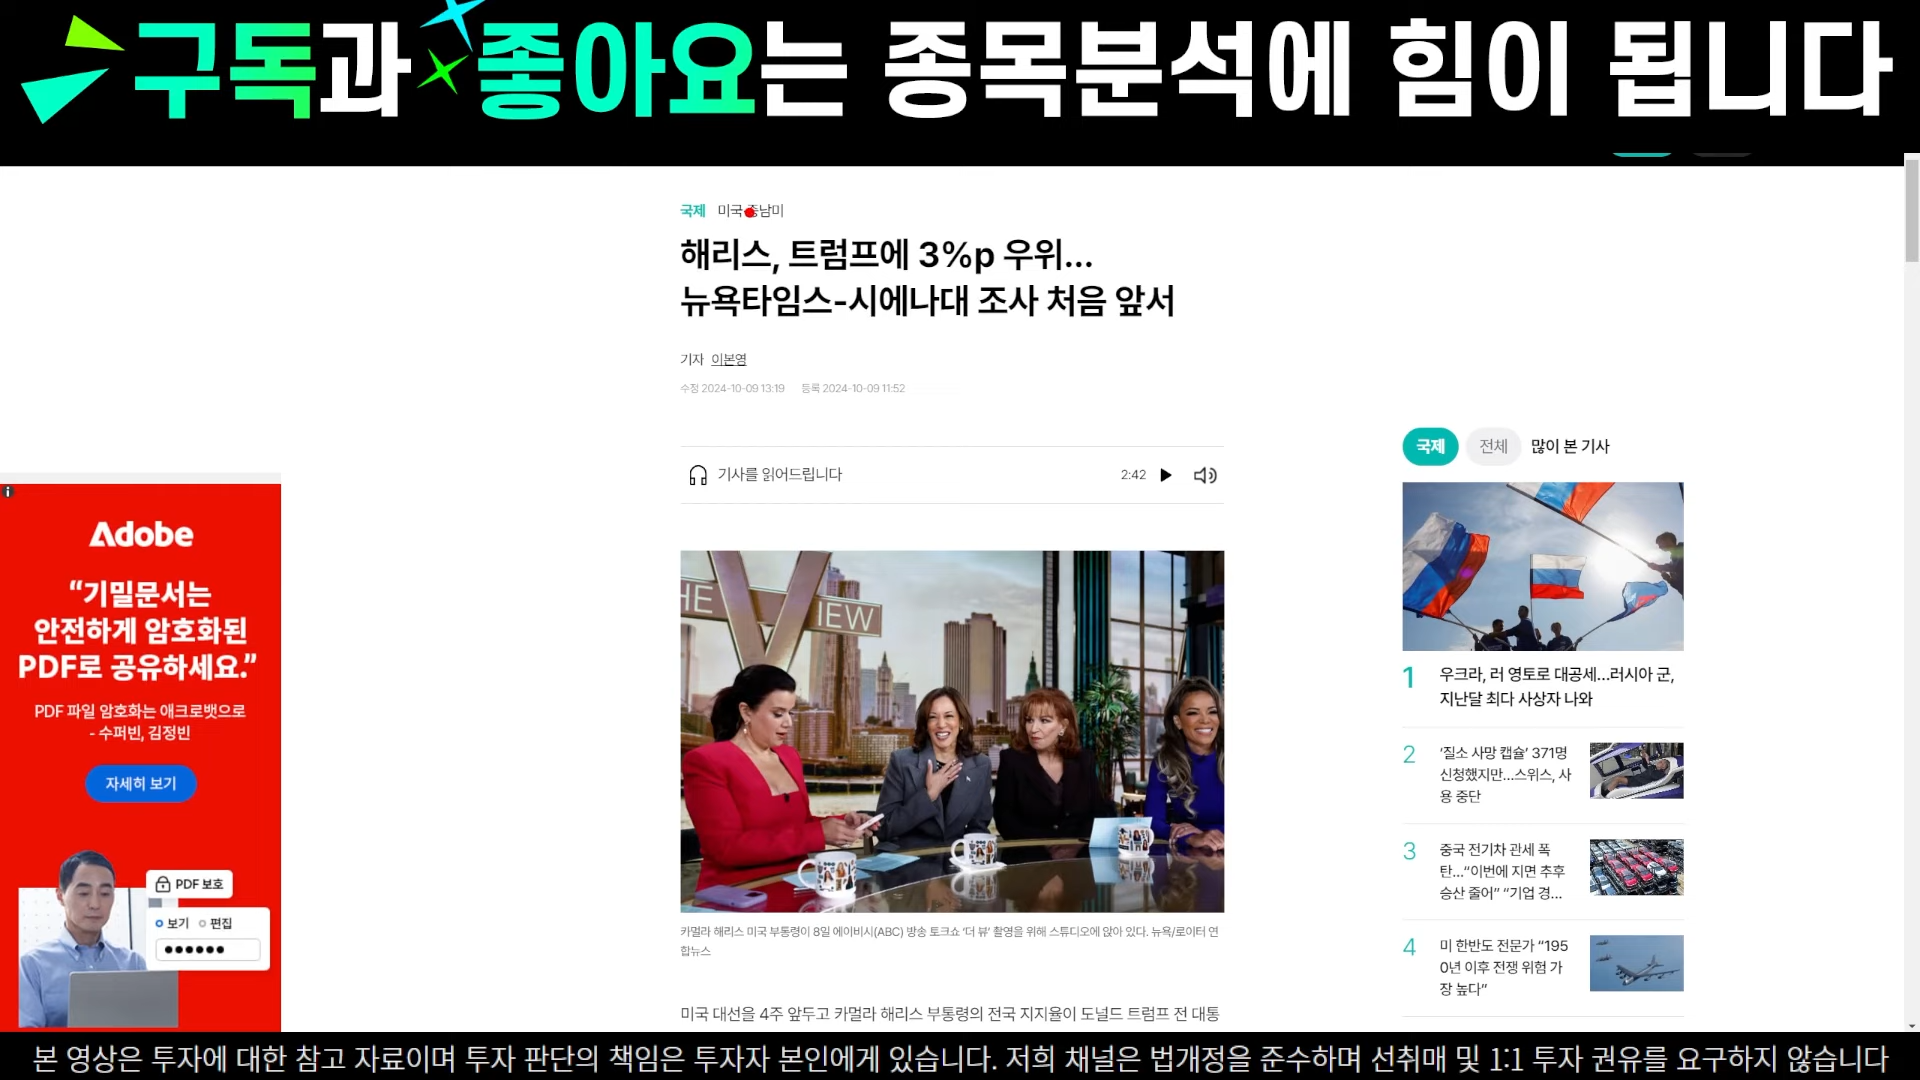 구독과 좋아요는 종목분석에 힘이 됩니다
국제 미국·중남미
해리스, 트럼프에 3%p 우위…
뉴욕타임스-시에나대 조사 처음 앞서
기자 이본영
수정 2024-10-09 13:19 등록 2024-10-09 11:52
기사를 읽어드립니다 2:42
THE VIEW
카멀라 해리스 미국 부통령이 8일 에이비시(ABC) 방송 토크쇼 ‘더 뷰’ 촬영을 위해 스튜디오에 앉아 있다. 뉴욕/로이터 연
합뉴스
미국 대선을 4주 앞두고 카멀라 해리스 부통령의 전국 지지율이 도널드 트럼프 전 대통
Adobe
“기밀문서는
안전하게 암호화된
PDF로 공유하세요.”
PDF 파일 암호화는 애크로뱃으로
- 수퍼빈, 김정빈
자세히 보기
PDF 보호
보기 편집
국제 전체 많이 본 기사
1 우크라, 러 영토로 대공세…러시아 군,
지난달 최다 사상자 나와
2 ‘질소 사망 캡슐’ 371명
신청했지만…스위스, 사
용 중단
3 중국 전기차 관세 폭
탄…“이번에 지면 추후
승산 줄어” “기업 경…
4 미 한반도 전문가 “195
0년 이후 전쟁 위험 가
장 높다”
본 영상은 투자에 대한 참고 자료이며 투자 판단의 책임은 투자자 본인에게 있습니다. 저희 채널은 법개정을 준수하며 선취매 및 1:1 투자 권유를 요구하지 않습니다